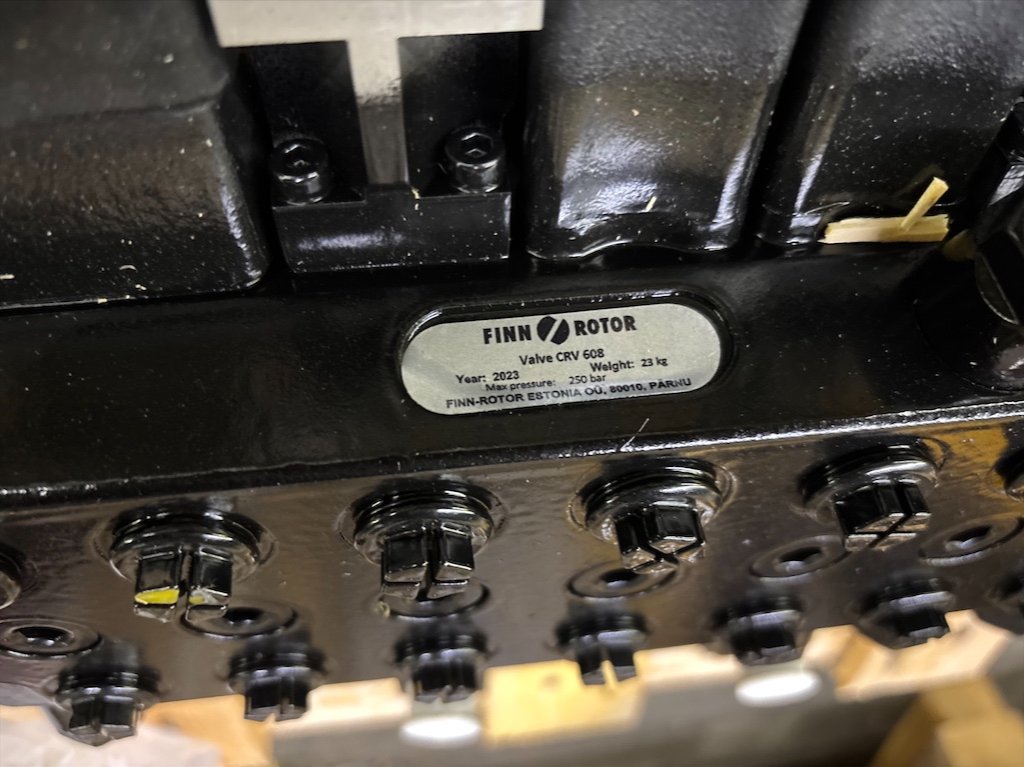 FINN ROTOR
Valve CRV 608
Year: 2023 Weight: 23 kg
Max pressure: 250 bar
FINN-ROTOR ESTONIA OÜ, 80010, PÄRNU